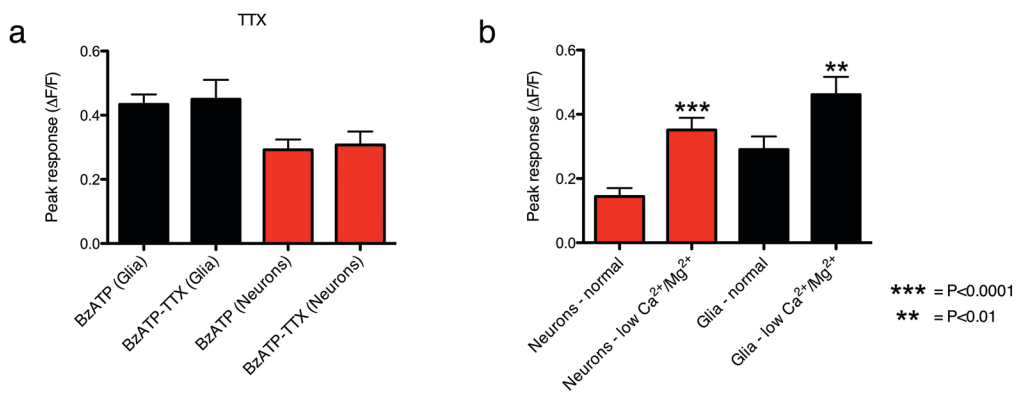 a
TTX
Peak response (ΔF/F)
0.6
0.4
0.2
0.0
BzATP (Glia)
BzATP-TTX (Glia)
BzATP (Neurons)
BzATP-TTX (Neurons)
b
Peak response (ΔF/F)
0.6
0.4
0.2
0.0
***
**
Neurons - normal
Neurons - low Ca²⁺/Mg²⁺
Glia - normal
Glia - low Ca²⁺/Mg²⁺
*** = P<0.0001
** = P<0.01